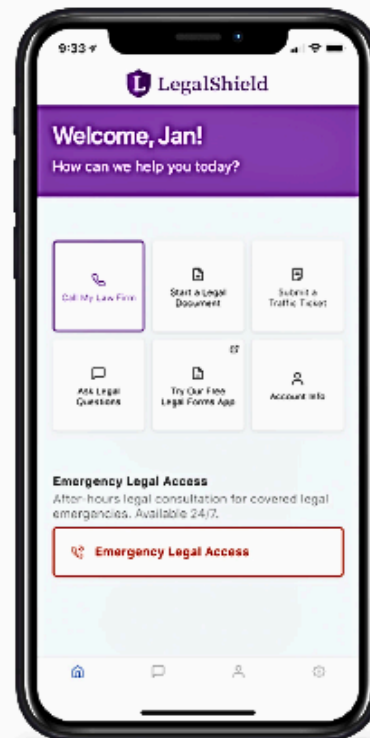 9:33
LegalShield
Welcome, Jan!
How can we help you today?
Call My Law Firm
Start a Legal
Document
Submit a
Traffic Ticket
Ask Legal
Questions
Try Our Free
Legal Forms App
Account Info
Emergency Legal Access
After-hours legal consultation for covered legal
emergencies. Available 24/7.
Emergency Legal Access